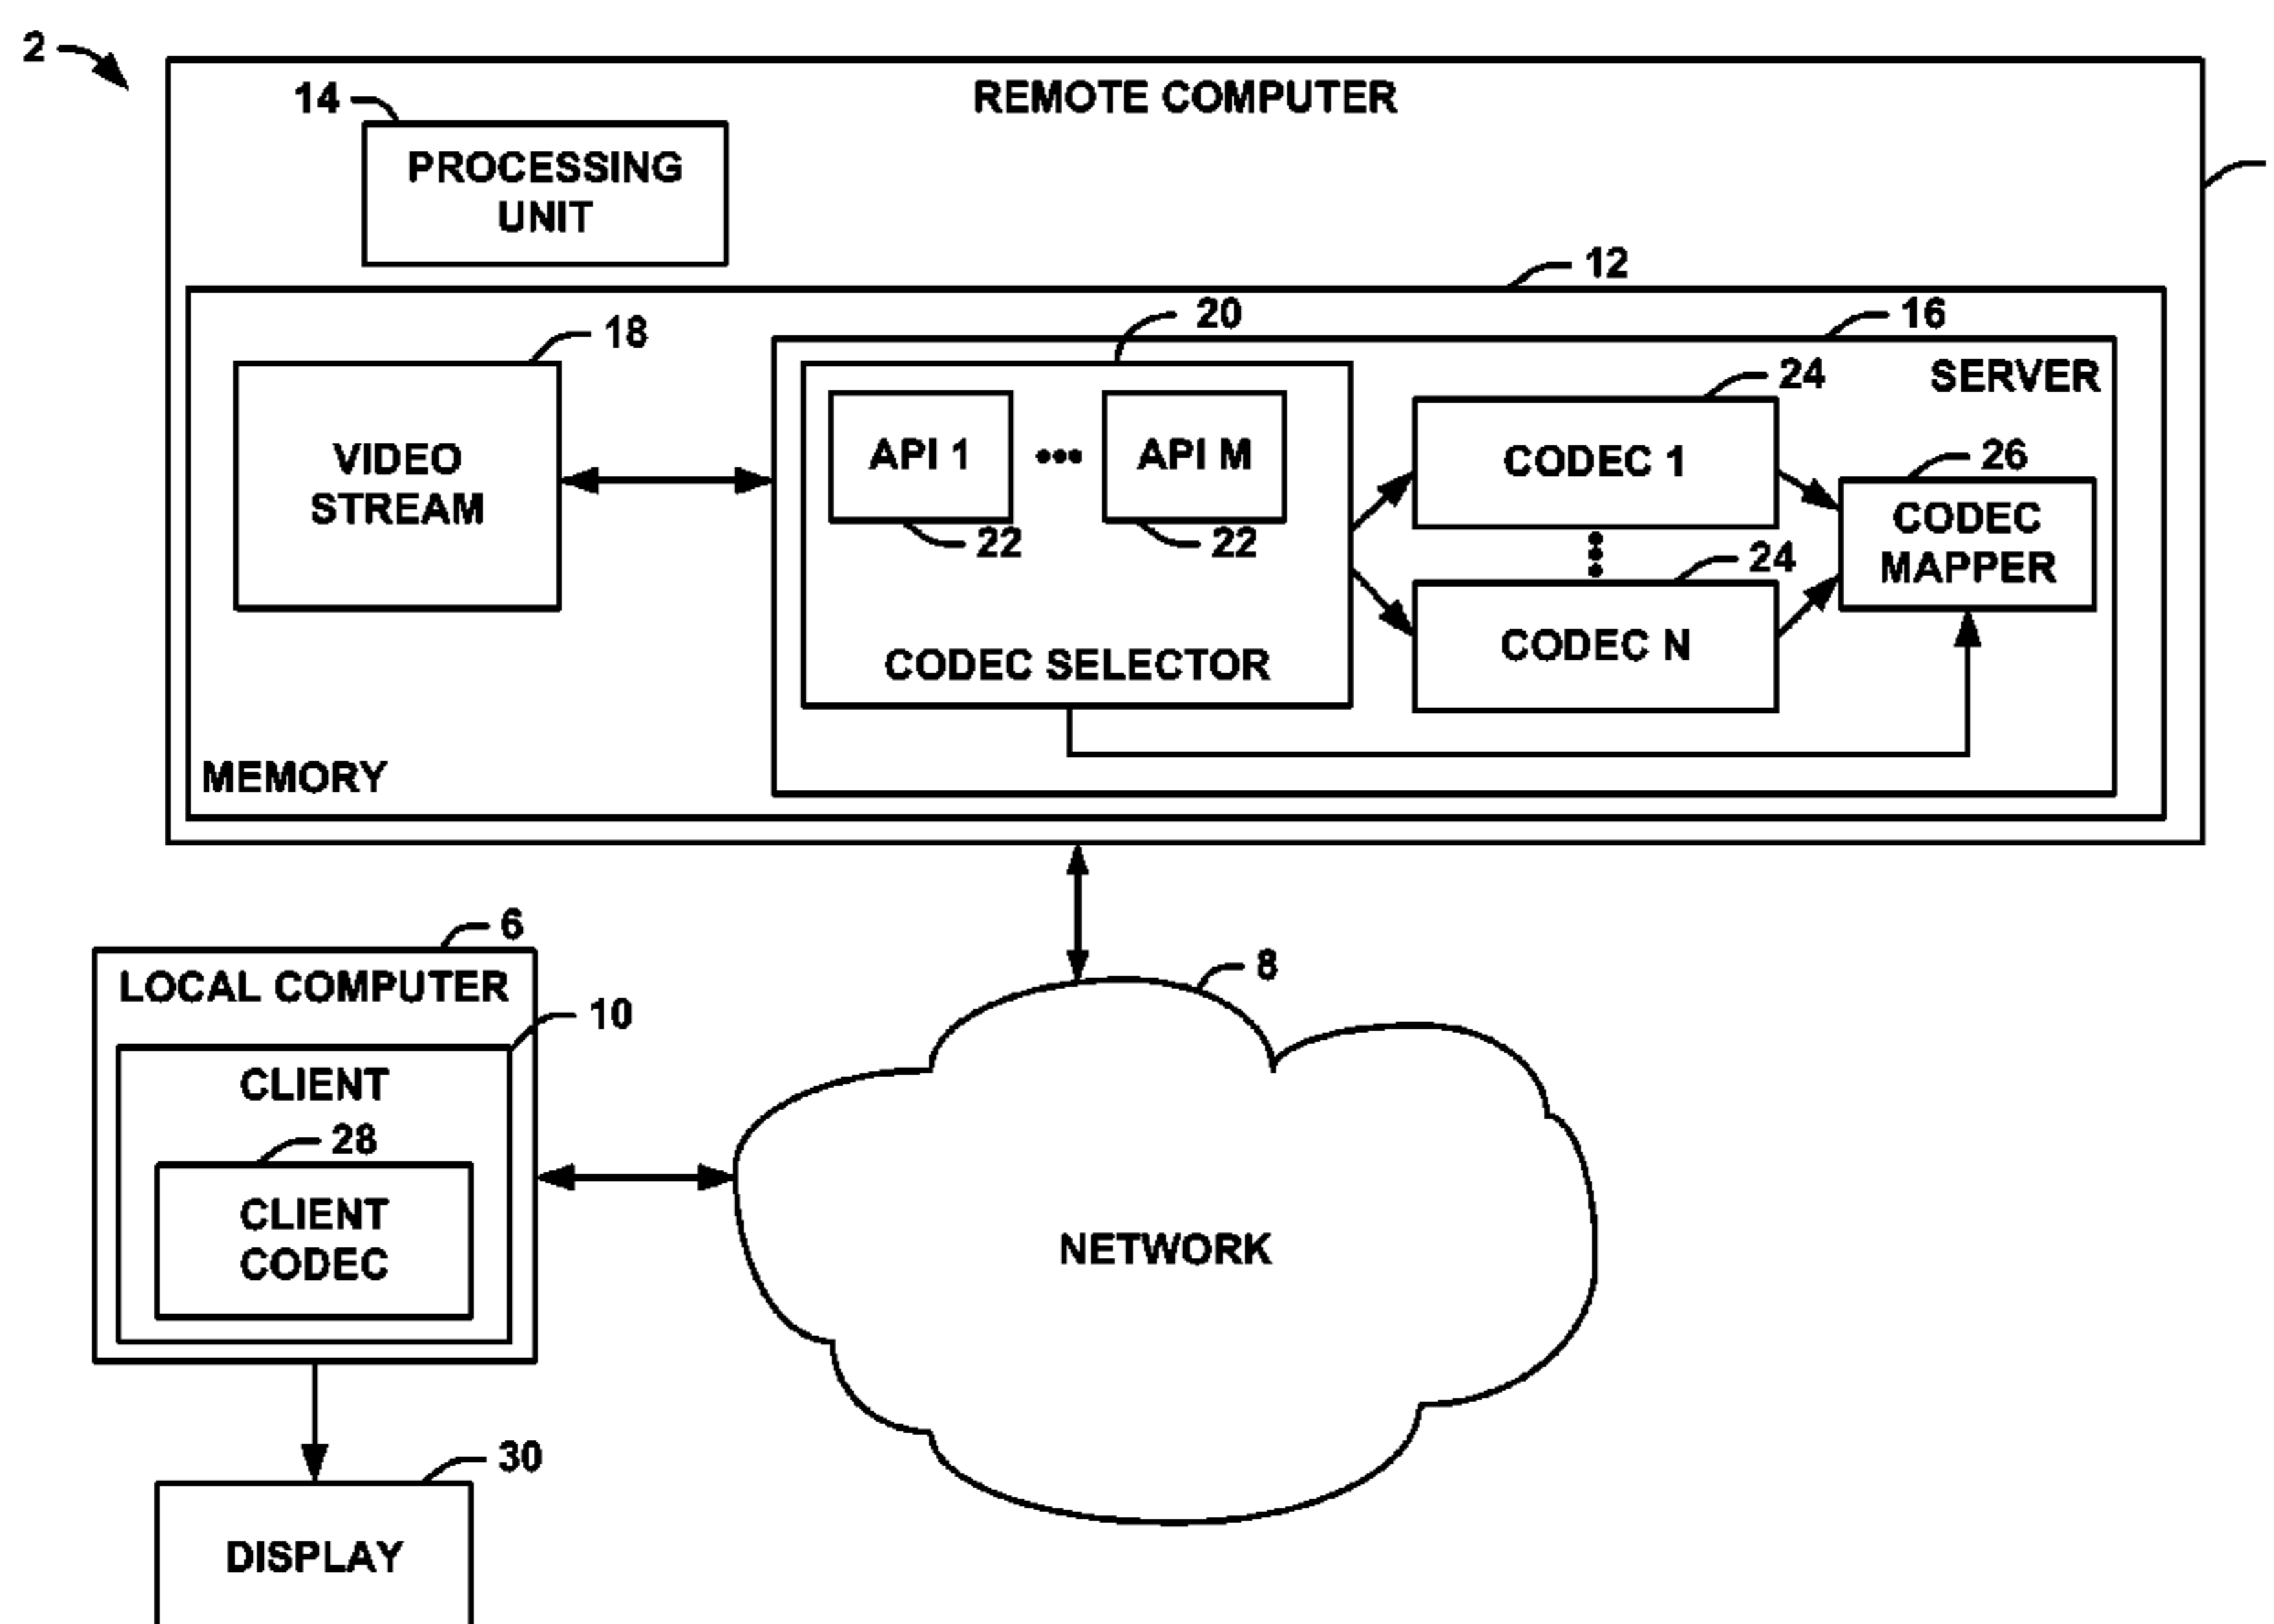 2
REMOTE COMPUTER
14
PROCESSING
UNIT
12
18
20
16
SERVER
VIDEO
STREAM
API 1
API M
22
22
24
CODEC 1
24
CODEC N
26
CODEC
MAPPER
CODEC SELECTOR
MEMORY
6
LOCAL COMPUTER
10
CLIENT
28
CLIENT
CODEC
8
NETWORK
30
DISPLAY